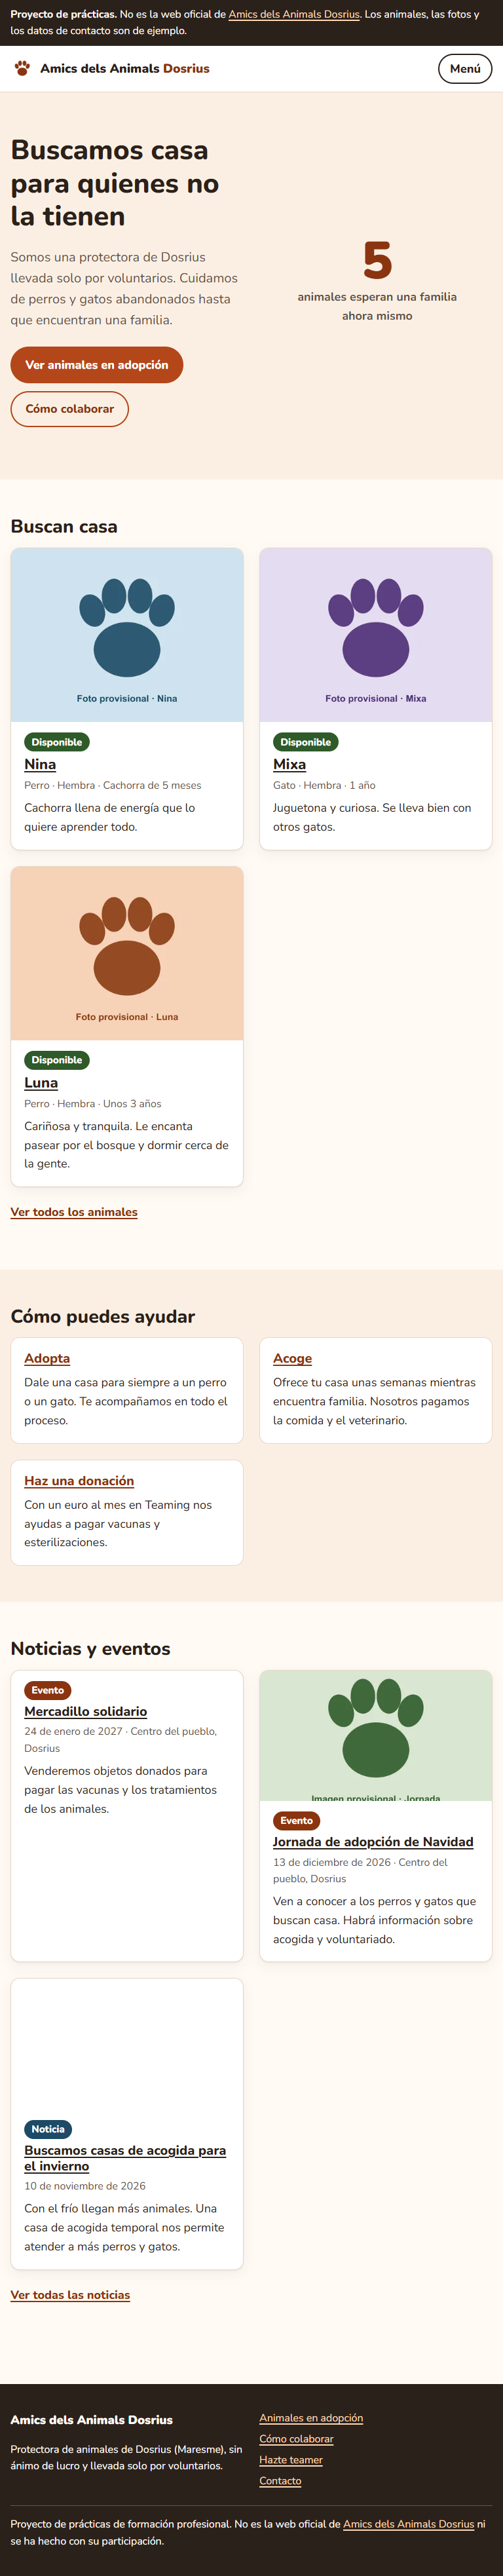 Proyecto de prácticas. No es la web oficial de Amics dels Animals Dosrius. Los animales, las fotos y
los datos de contacto son de ejemplo.
Amics dels Animals Dosrius
Menú
Buscamos casa
para quienes no
la tienen
Somos una protectora de Dosrius
llevada solo por voluntarios. Cuidamos
de perros y gatos abandonados hasta
que encuentran una familia.
Ver animales en adopción
Cómo colaborar
5
animales esperan una familia
ahora mismo
Buscan casa
Foto provisional · Nina
Disponible
Nina
Perro · Hembra · Cachorra de 5 meses
Cachorra llena de energía que lo
quiere aprender todo.
Foto provisional · Mixa
Disponible
Mixa
Gato · Hembra · 1 año
Juguetona y curiosa. Se lleva bien con
otros gatos.
Foto provisional · Luna
Disponible
Luna
Perro · Hembra · Unos 3 años
Cariñosa y tranquila. Le encanta
pasear por el bosque y dormir cerca de
la gente.
Ver todos los animales
Cómo puedes ayudar
Adopta
Dale una casa para siempre a un perro
o un gato. Te acompañamos en todo el
proceso.
Acoge
Ofrece tu casa unas semanas mientras
encuentra familia. Nosotros pagamos
la comida y el veterinario.
Haz una donación
Con un euro al mes en Teaming nos
ayudas a pagar vacunas y
esterilizaciones.
Noticias y eventos
Evento
Mercadillo solidario
24 de enero de 2027 · Centro del pueblo,
Dosrius
Venderemos objetos donados para
pagar las vacunas y los tratamientos
de los animales.
Imagen provisional · Jornada
Evento
Jornada de adopción de Navidad
13 de diciembre de 2026 · Centro del
pueblo, Dosrius
Ven a conocer a los perros y gatos que
buscan casa. Habrá información sobre
acogida y voluntariado.
Noticia
Buscamos casas de acogida para
el invierno
10 de noviembre de 2026
Con el frío llegan más animales. Una
casa de acogida temporal nos permite
atender a más perros y gatos.
Ver todas las noticias
Amics dels Animals Dosrius
Protectora de animales de Dosrius (Maresme), sin
ánimo de lucro y llevada solo por voluntarios.
Animales en adopción
Cómo colaborar
Hazte teamer
Contacto
Proyecto de prácticas de formación profesional. No es la web oficial de Amics dels Animals Dosrius ni
se ha hecho con su participación.